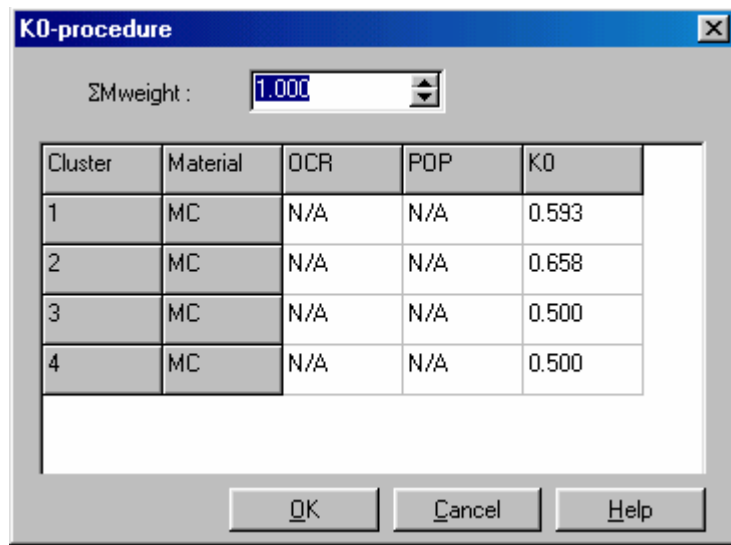 K0-procedure
ΣMweight : 1.000
Cluster Material OCR POP K0
1 MC N/A N/A 0.593
2 MC N/A N/A 0.658
3 MC N/A N/A 0.500
4 MC N/A N/A 0.500
OK Cancel Help